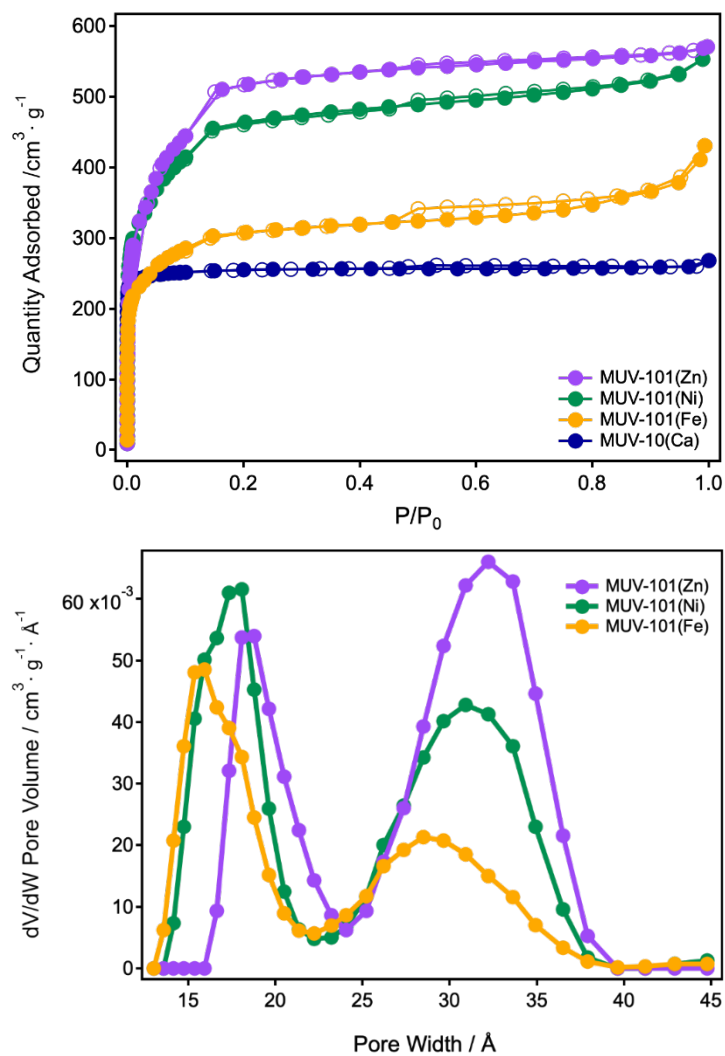 Quantity Adsorbed /cm³ · g⁻¹
600
500
400
300
200
100
0
MUV-101(Zn)
MUV-101(Ni)
MUV-101(Fe)
MUV-10(Ca)
0.0 0.2 0.4 0.6 0.8 1.0
P/P₀
dV/dW Pore Volume / cm³ · g⁻¹ · Å⁻¹
60 x10⁻³
50
40
30
20
10
0
MUV-101(Zn)
MUV-101(Ni)
MUV-101(Fe)
15 20 25 30 35 40 45
Pore Width / Å